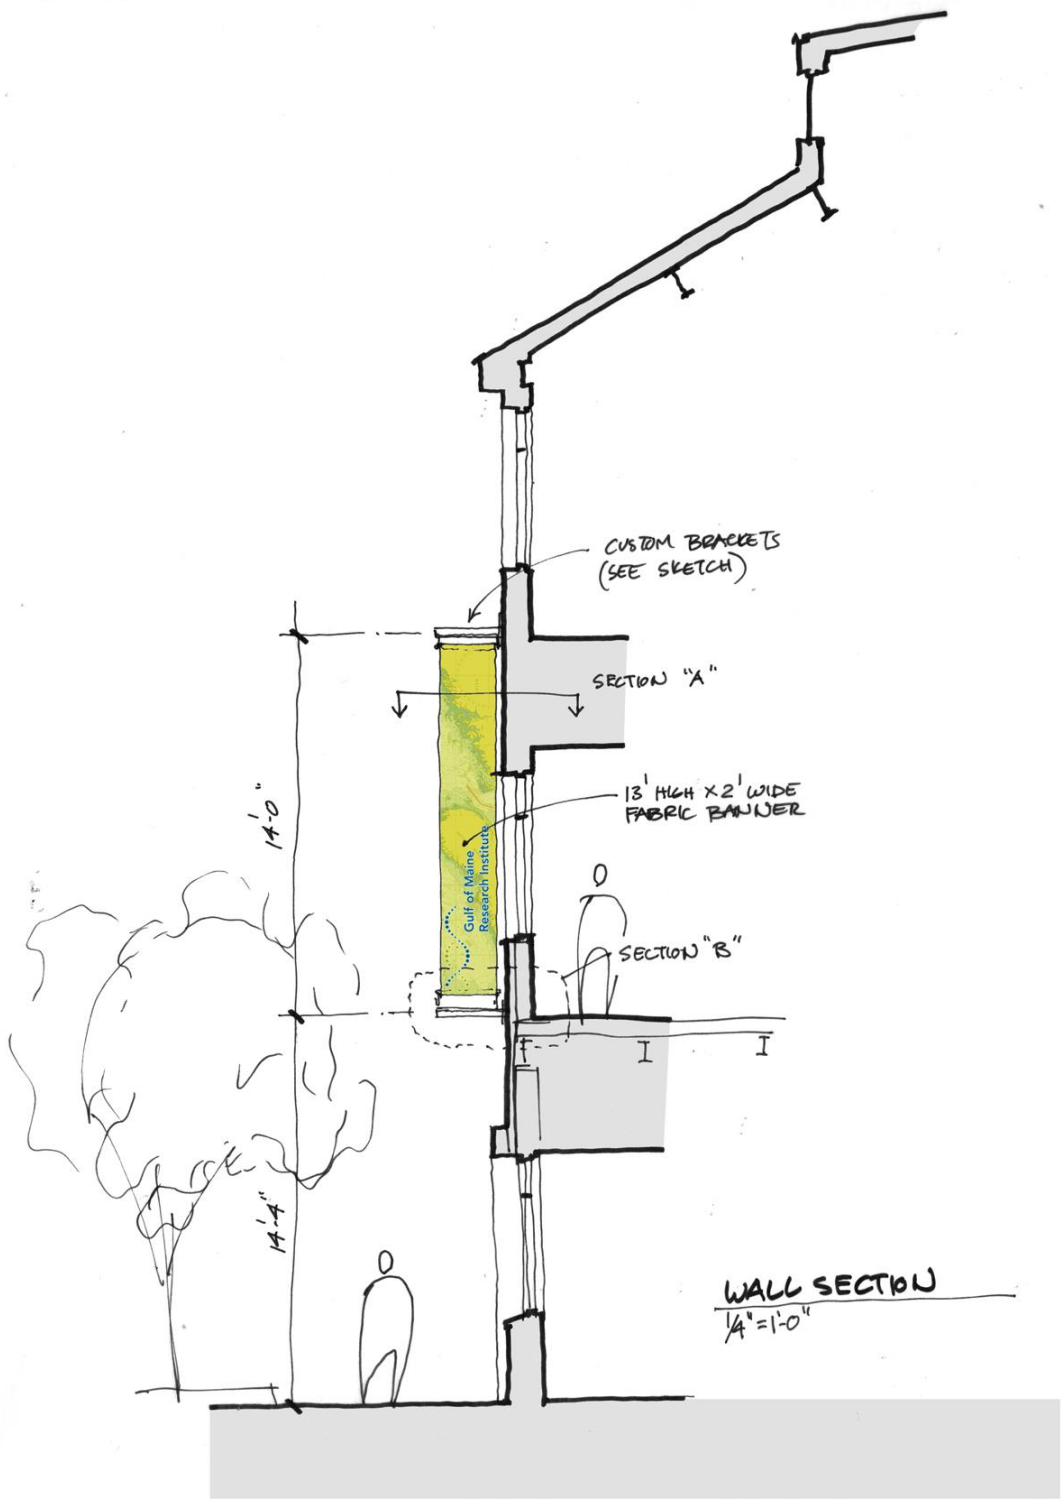 CUSTOM BRACKETS
(SEE SKETCH)
SECTION "A"
13' HIGH X 2' WIDE
FABRIC BANNER
14'-0"
Gulf of Maine
Research Institute
SECTION "B"
14'-4"
WALL SECTION
1/4" = 1'-0"